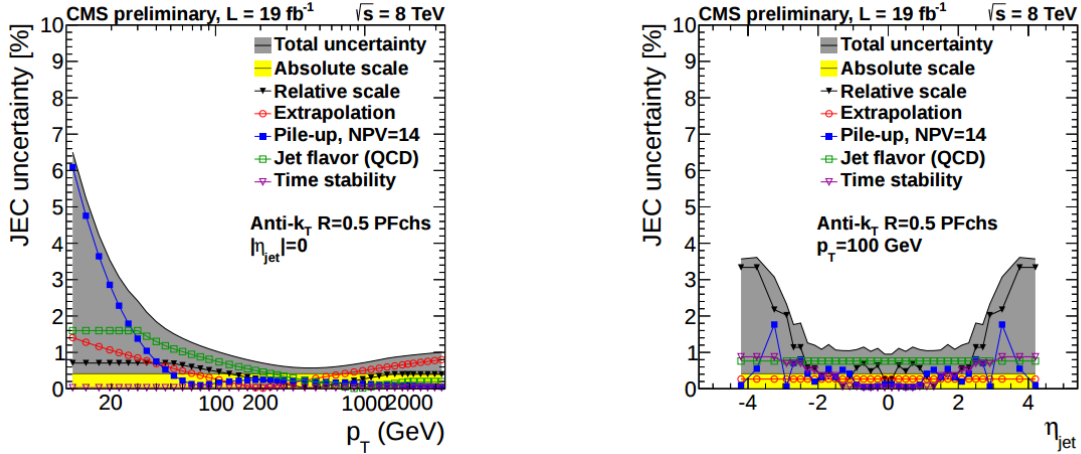 CMS preliminary, L = 19 fb⁻¹ √s = 8 TeV
JEC uncertainty [%]
10
9
8
7
6
5
4
3
2
1
0
Total uncertainty
Absolute scale
Relative scale
Extrapolation
Pile-up, NPV=14
Jet flavor (QCD)
Time stability
Anti-kT R=0.5 PFchs
|ηjet|=0
20 100 200 1000 2000
pT (GeV)
CMS preliminary, L = 19 fb⁻¹ √s = 8 TeV
JEC uncertainty [%]
10
9
8
7
6
5
4
3
2
1
0
Total uncertainty
Absolute scale
Relative scale
Extrapolation
Pile-up, NPV=14
Jet flavor (QCD)
Time stability
Anti-kT R=0.5 PFchs
pT=100 GeV
-4 -2 0 2 4
ηjet